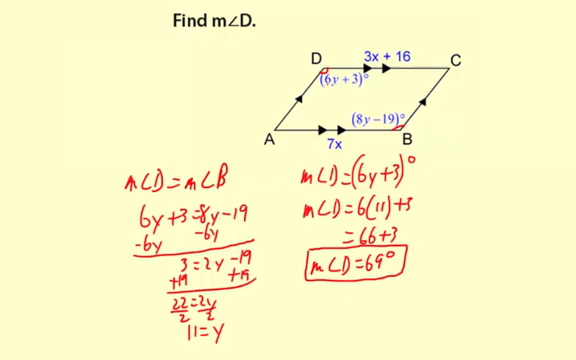 Find m∠D.
D
3x + 16
C
(6y + 3)°
(8y − 19)°
A
7x
B
m∠D = m∠B
6y + 3 = 8y − 19
−6y −6y
3 = 2y − 19
+19 +19
22 = 2y
2 2
11 = y
m∠D = (6y + 3)°
m∠D = 6(11) + 3
= 66 + 3
m∠D = 69°